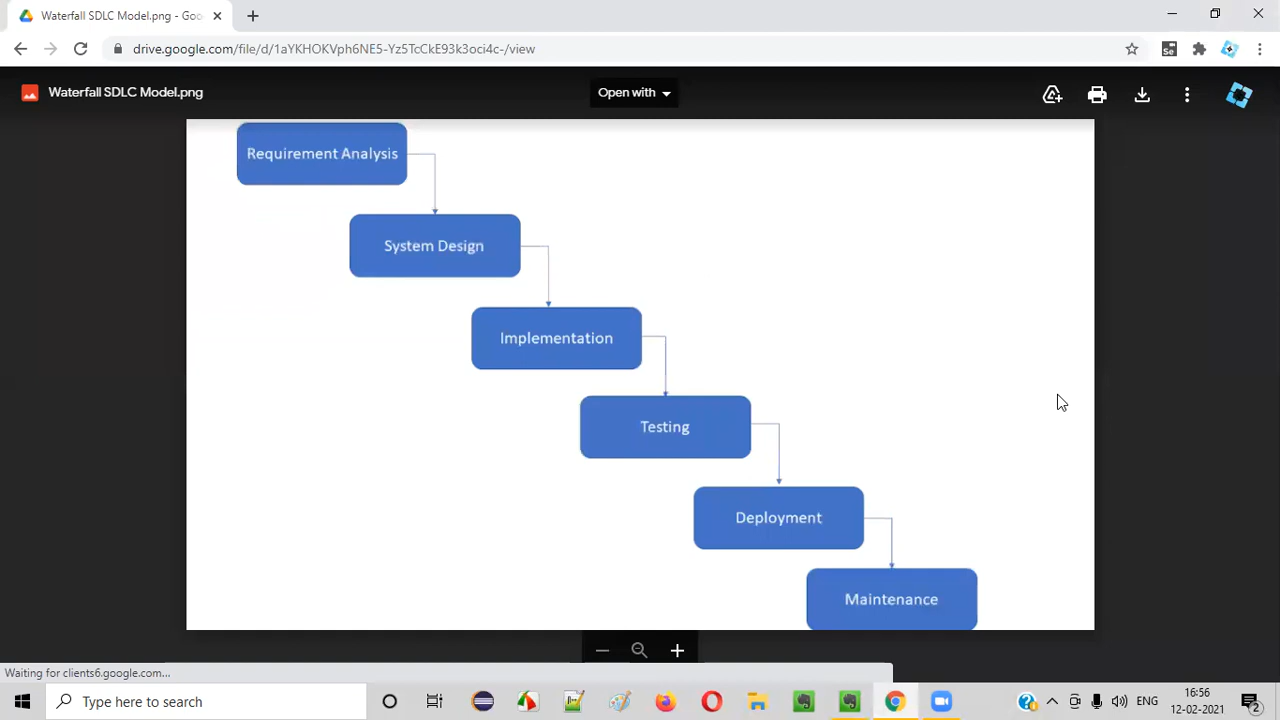 Waterfall SDLC Model.png - Goo
drive.google.com/file/d/1aYKHOKVph6NE5-Yz5TcCkE93k3oci4c-/view
Se
Waterfall SDLC Model.png
Open with
Requirement Analysis
System Design
Implementation
Testing
Deployment
Maintenance
Waiting for clients6.google.com...
Type here to search
ENG
16:56
12-02-2021
2